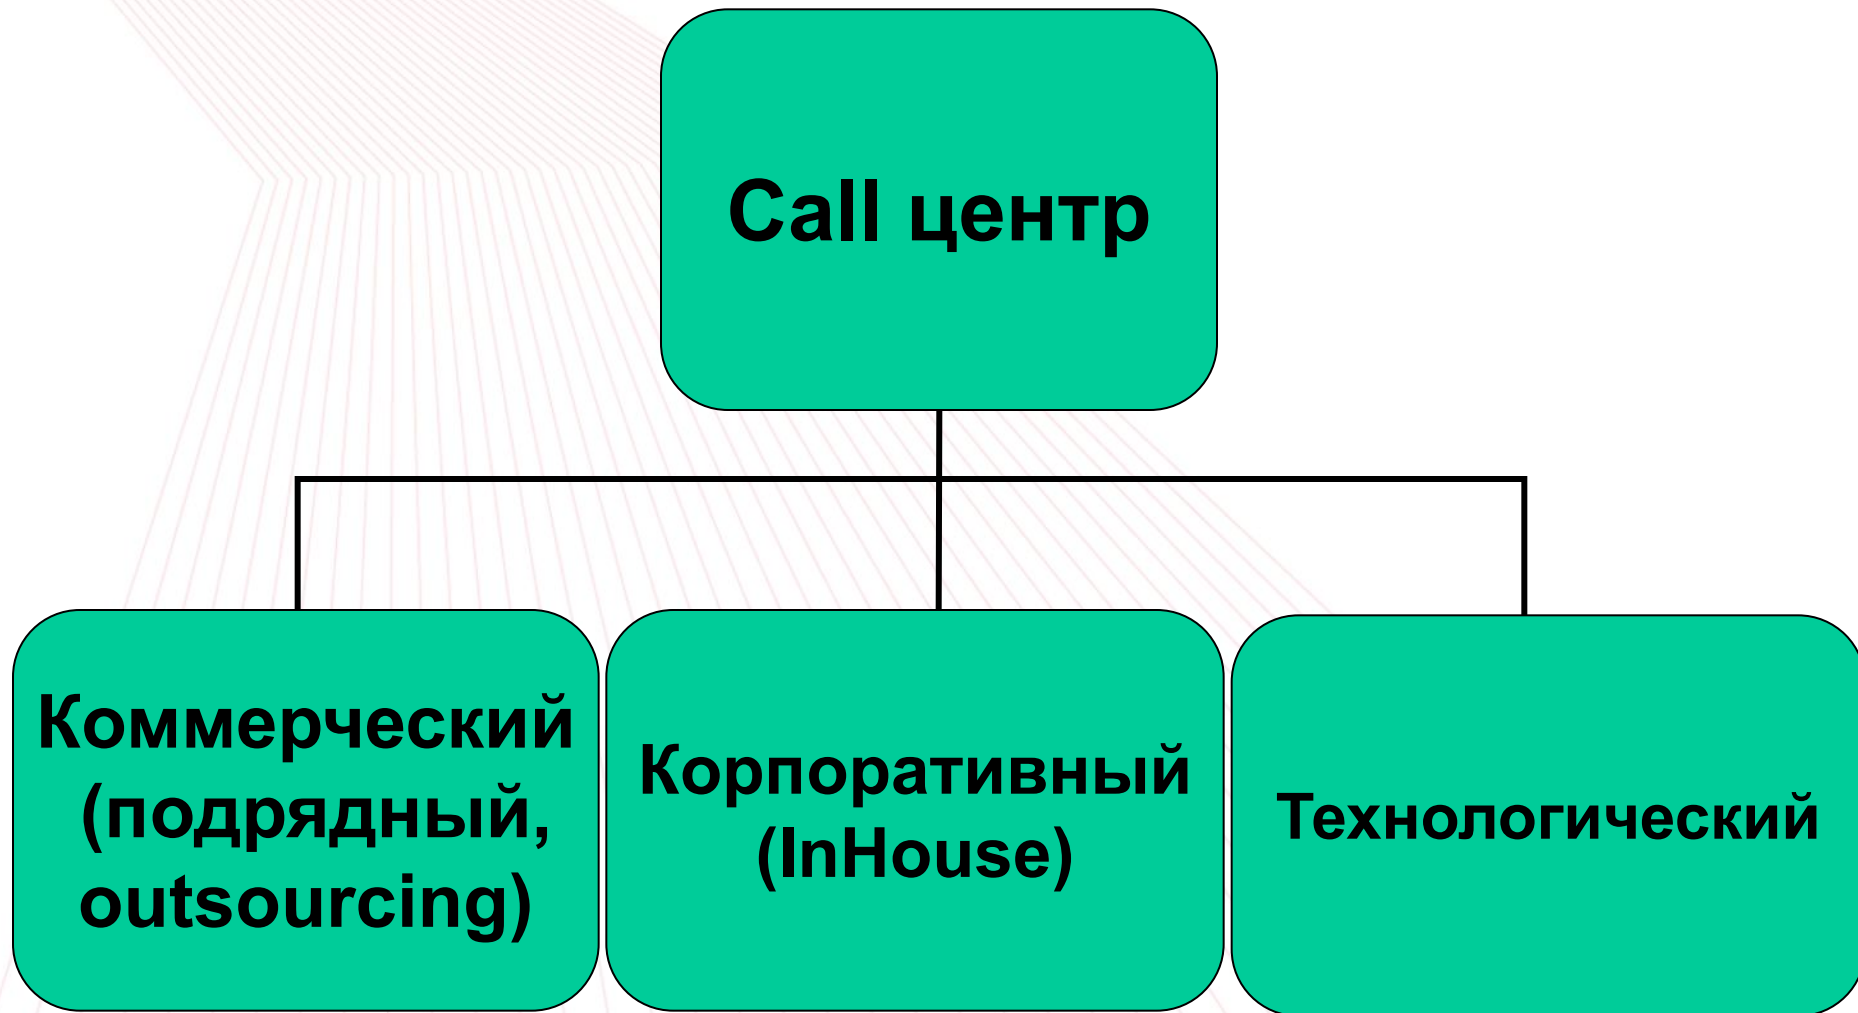 Call центр
Коммерческий
(подрядный,
outsourcing)
Корпоративный
(InHouse)
Технологический